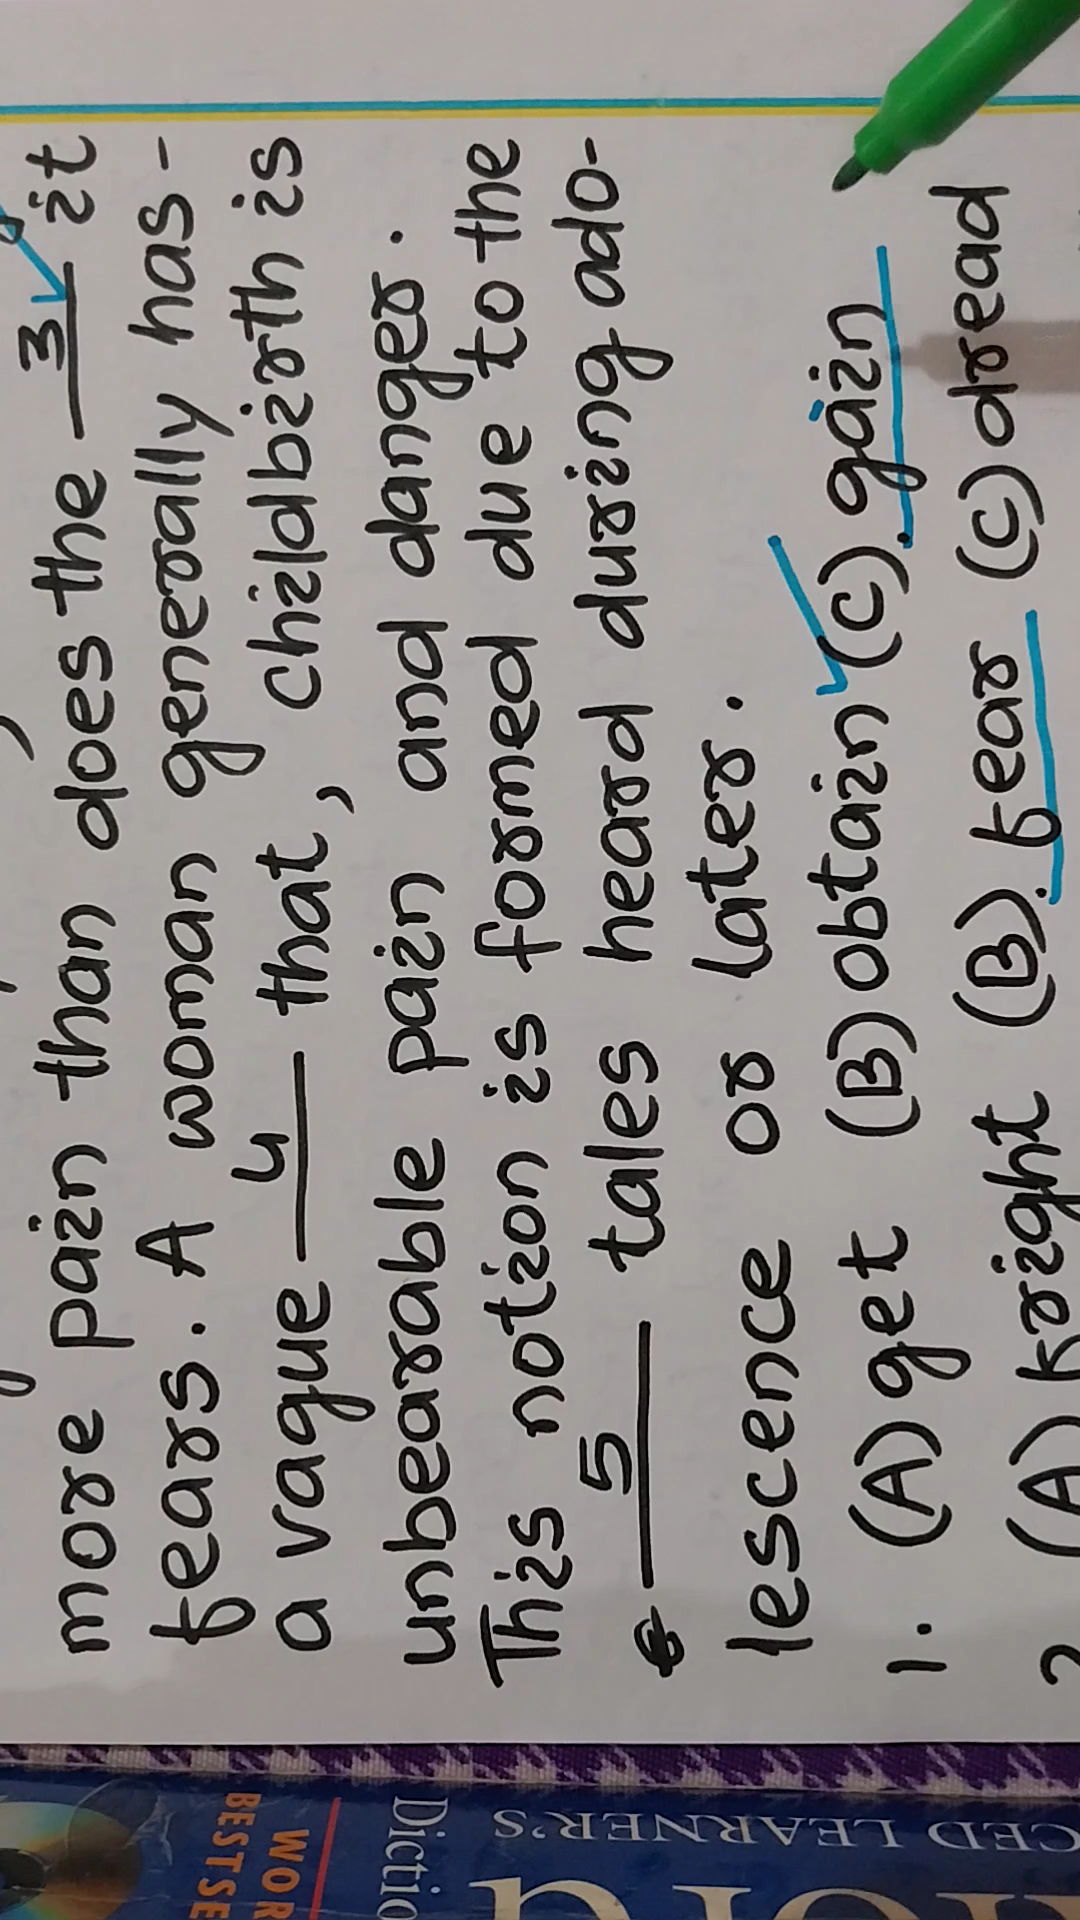 more pain than does the 3 it
fears. A woman generally has-
a vague 4 that, childbirth is
unbearable pain and danger.
This notion is formed due to the
5 tales heard during ado-
lescence or later.
1. (A) get (B) obtain (C). gain
2 (A) fright (B). fear (C) dread
CED LEARNER'S
Dictio
WOR
BESTSE